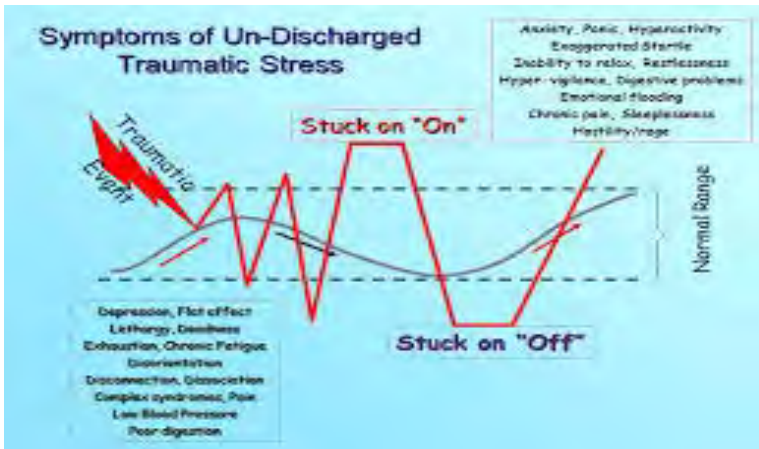 Symptoms of Un-Discharged
Traumatic Stress
Anxiety, Panic, Hyperactivity
Exaggerated Startle
Inability to relax, Restlessness
Hyper-vigilance, Digestive problems
Emotional flooding
Chronic pain, Sleeplessness
Hostility/rage
Stuck on "On"
Traumatic
Event
Normal Range
Stuck on "Off"
Depression, Flat affect
Lethargy, Deadness
Exhaustion, Chronic Fatigue
Disorientation
Disconnection, Dissociation
Complex syndromes, Pain
Low Blood Pressure
Poor digestion